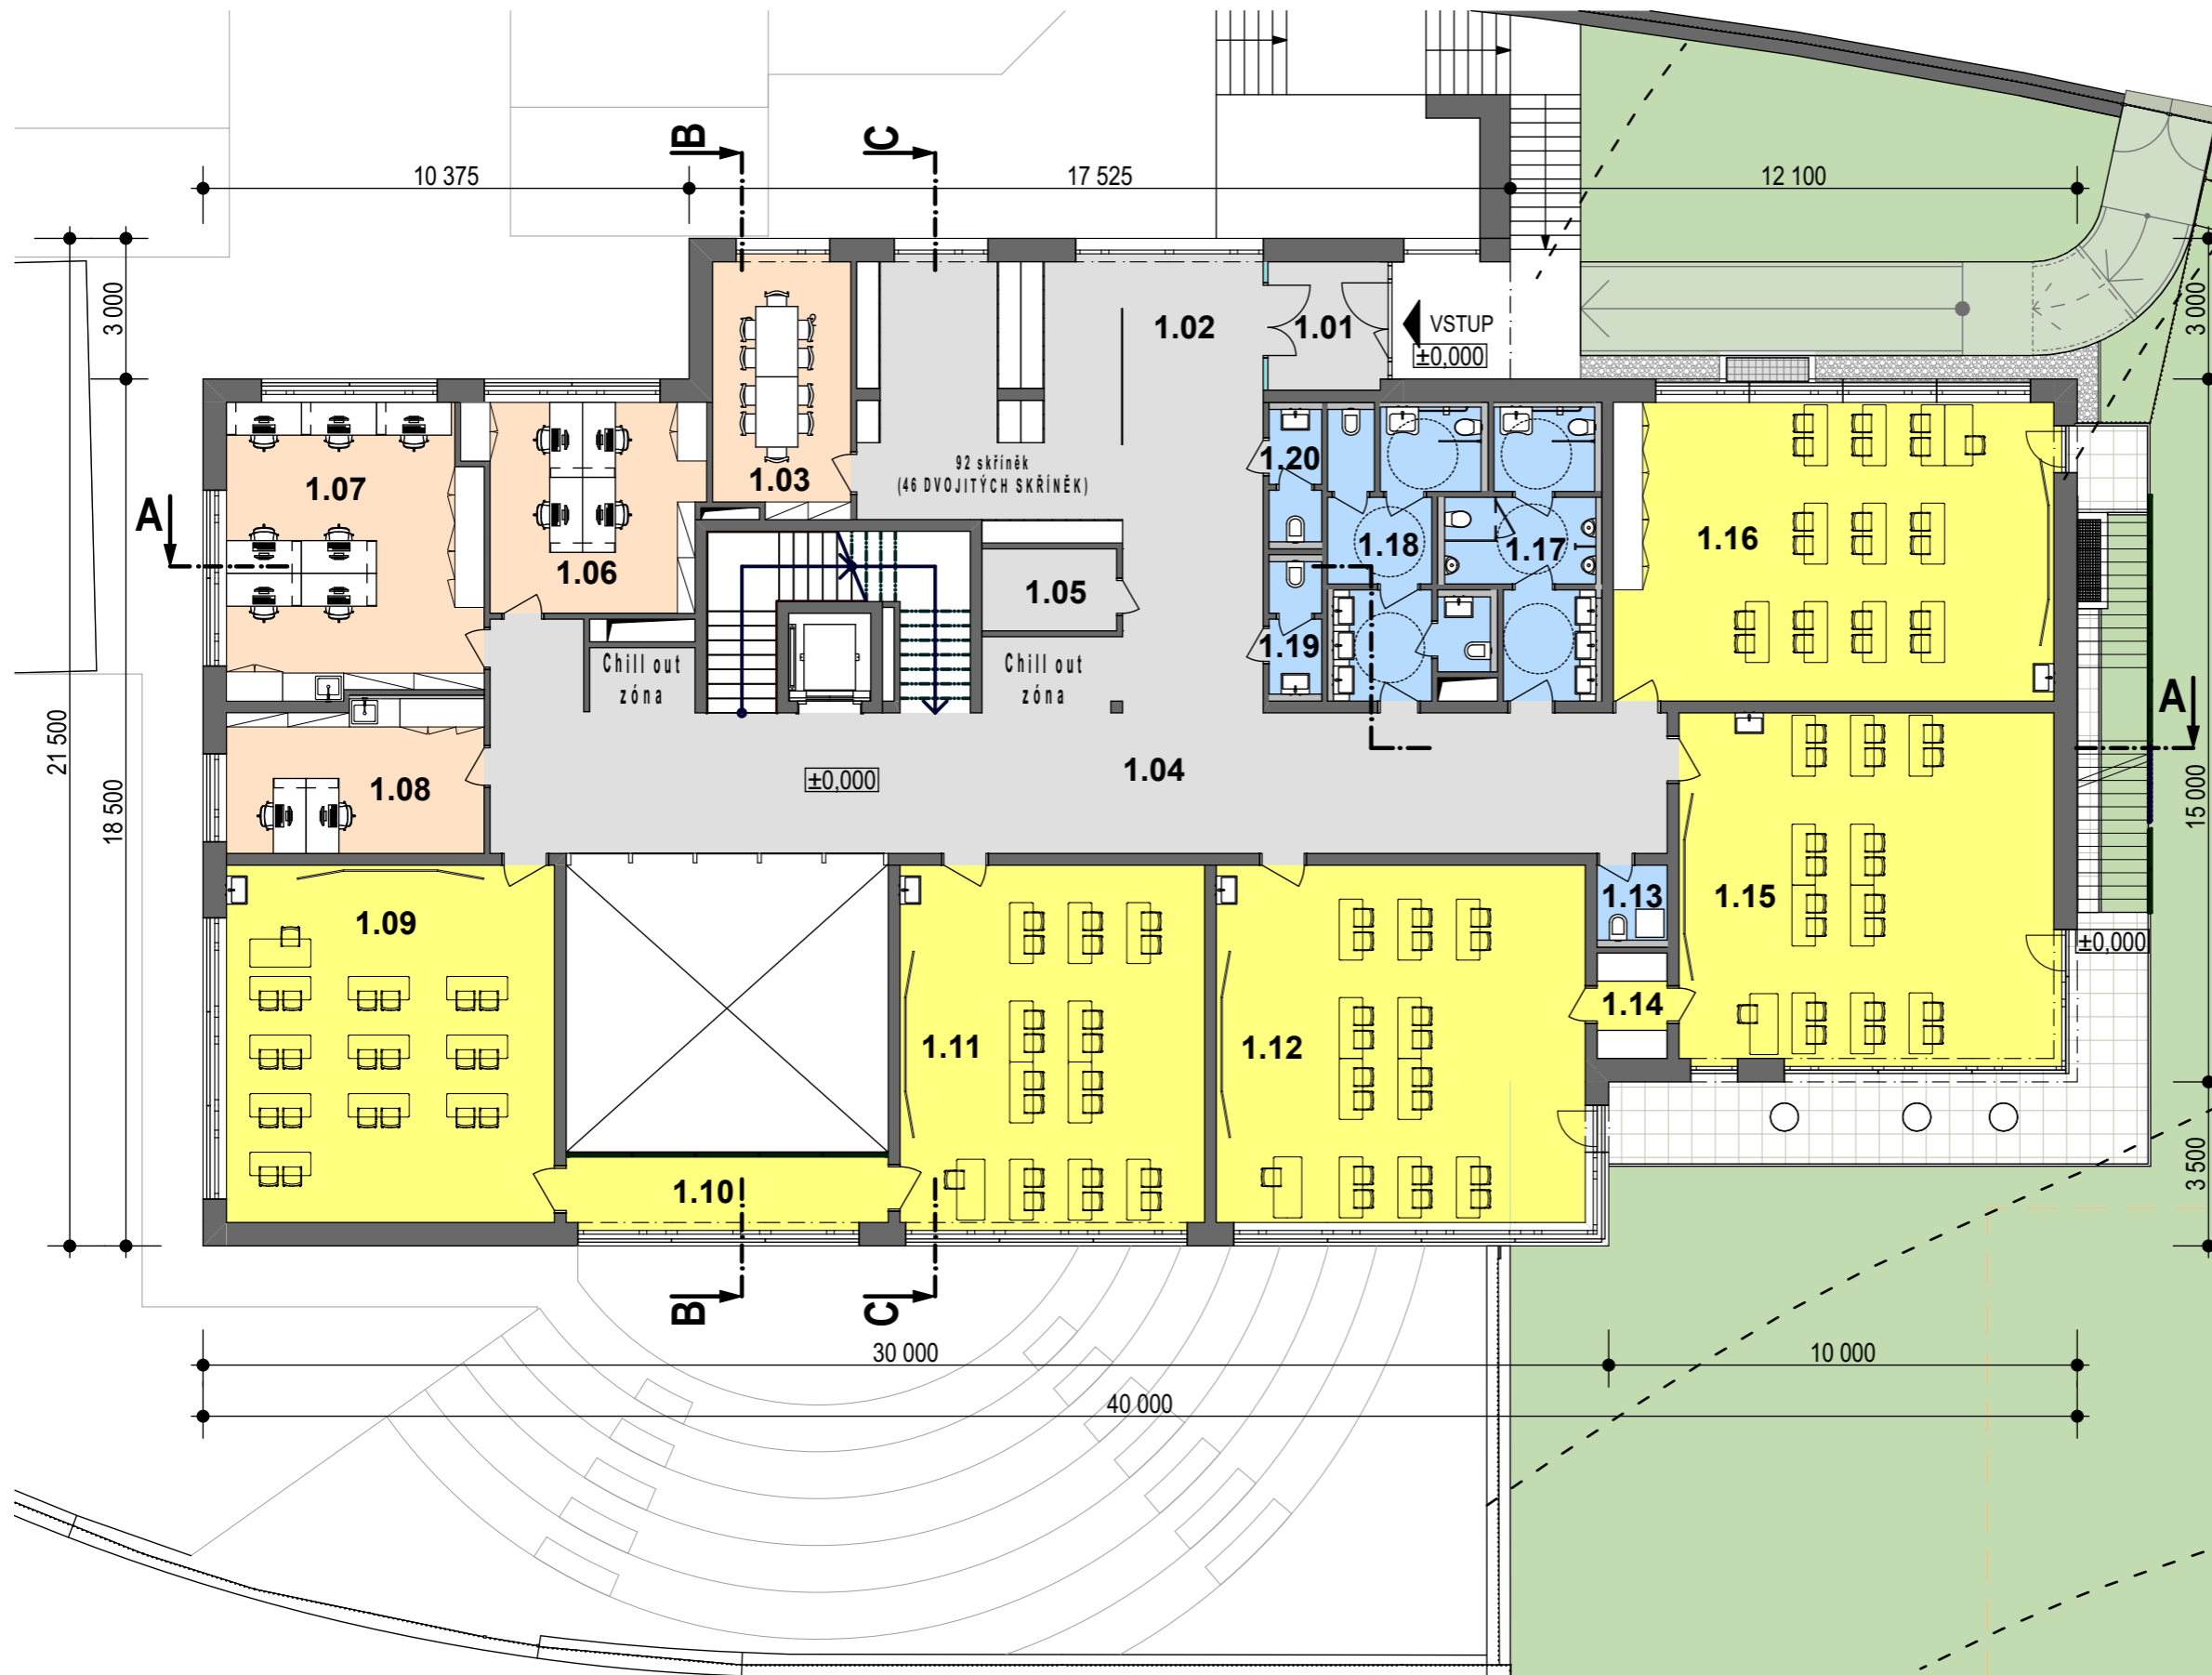 B
C
10 375
17 525
12 100
3 000
3 000
1.02
1.01
VSTUP
±0,000
1.03
92 skříněk
(46 DVOJITÝCH SKŘÍNĚK)
1.20
1.07
A
1.06
1.18
1.17
1.16
1.05
1.19
Chill out
zóna
Chill out
zóna
A
21 500
18 500
1.08
±0,000
1.04
15 000
1.09
1.13
1.15
±0,000
1.11
1.12
1.14
1.10
3 500
B
C
30 000
10 000
40 000